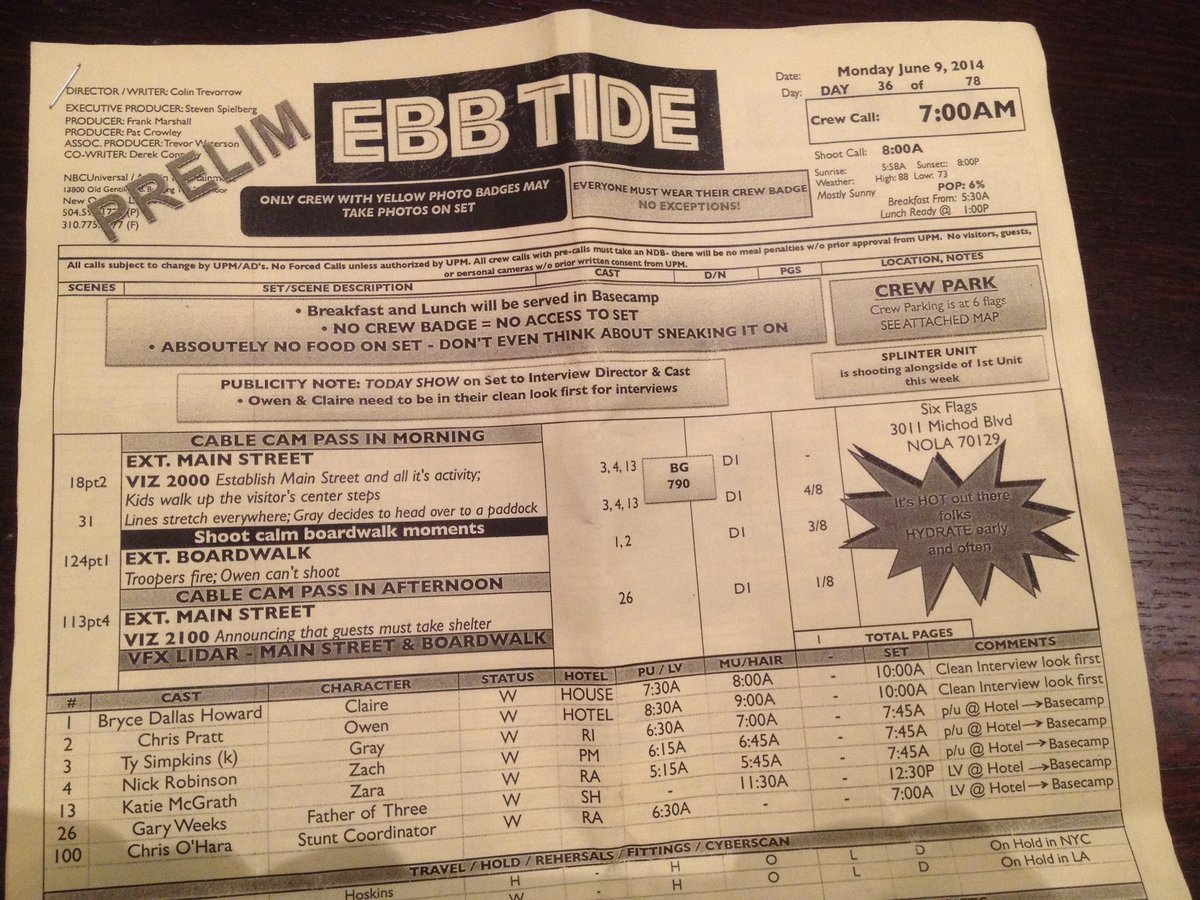 DIRECTOR / WRITER: Colin Trevorrow
EXECUTIVE PRODUCER: Steven Spielberg
PRODUCER: Frank Marshall
PRODUCER: Pat Crowley
ASSOC. PRODUCER: Trevor
CO-WRITER: Derek
NBCUniversal /
PRELIM
EBB TIDE
ONLY CREW WITH YELLOW PHOTO BADGES MAY
TAKE PHOTOS ON SET
EVERYONE MUST WEAR THEIR CREW BADGE
NO EXCEPTIONS!
Date: Monday June 9, 2014
Day: DAY 36 of 78
Crew Call: 7:00AM
Shoot Call: 8:00A
Sunrise: 5:58A Sunset: 8:00P
Weather: High: 88 Low: 73
Mostly Sunny POP: 6%
Breakfast From: 5:30A
Lunch Ready @ 1:00P
All calls subject to change by UPM/AD's. No Forced Calls unless authorized by UPM. All crew calls with pre-calls must take an NDB- there will be no meal penalties w/o prior approval from UPM. No visitors, guests,
or personal cameras w/o prior written consent from UPM.
SCENES SET/SCENE DESCRIPTION CAST D/N PGS LOCATION, NOTES
• Breakfast and Lunch will be served in Basecamp
• NO CREW BADGE = NO ACCESS TO SET
• ABSOUTELY NO FOOD ON SET - DON'T EVEN THINK ABOUT SNEAKING IT ON
CREW PARK
Crew Parking is at 6 flags
SEE ATTACHED MAP
PUBLICITY NOTE: TODAY SHOW on Set to Interview Director & Cast
• Owen & Claire need to be in their clean look first for interviews
SPLINTER UNIT
is shooting alongside of 1st Unit
this week
Six Flags
3011 Michod Blvd
NOLA 70129
CABLE CAM PASS IN MORNING
EXT. MAIN STREET
18pt2 VIZ 2000 Establish Main Street and all it's activity; 3, 4, 13 D1 -
Kids walk up the visitor's center steps
31 Lines stretch everywhere; Gray decides to head over to a paddock 3, 4, 13 D1 4/8
BG
790
Shoot calm boardwalk moments
124pt1 EXT. BOARDWALK 1, 2 D1 3/8
Troopers fire; Owen can't shoot
CABLE CAM PASS IN AFTERNOON
113pt4 EXT. MAIN STREET 26 D1 1/8
VIZ 2100 Announcing that guests must take shelter
VFX LIDAR - MAIN STREET & BOARDWALK
It's HOT out there
folks
HYDRATE early
and often
1 TOTAL PAGES
# CAST CHARACTER STATUS HOTEL PU / LV MU/HAIR - SET COMMENTS
1 Bryce Dallas Howard Claire W HOUSE 7:30A 8:00A - 10:00A Clean Interview look first
2 Chris Pratt Owen W HOTEL 8:30A 9:00A - 10:00A Clean Interview look first
3 Ty Simpkins (k) Gray W RI 6:30A 7:00A - 7:45A p/u @ Hotel → Basecamp
4 Nick Robinson Zach W PM 6:15A 6:45A - 7:45A p/u @ Hotel → Basecamp
13 Katie McGrath Zara W RA 5:15A 5:45A - 7:45A p/u @ Hotel → Basecamp
26 Gary Weeks Father of Three W SH - 11:30A - 12:30P LV @ Hotel → Basecamp
100 Chris O'Hara Stunt Coordinator W RA 6:30A - - 7:00A LV @ Hotel → Basecamp
TRAVEL / HOLD / REHERSALS / FITTINGS / CYBERSCAN
H - H O L D On Hold in NYC
Hoskins W - H O L D On Hold in LA